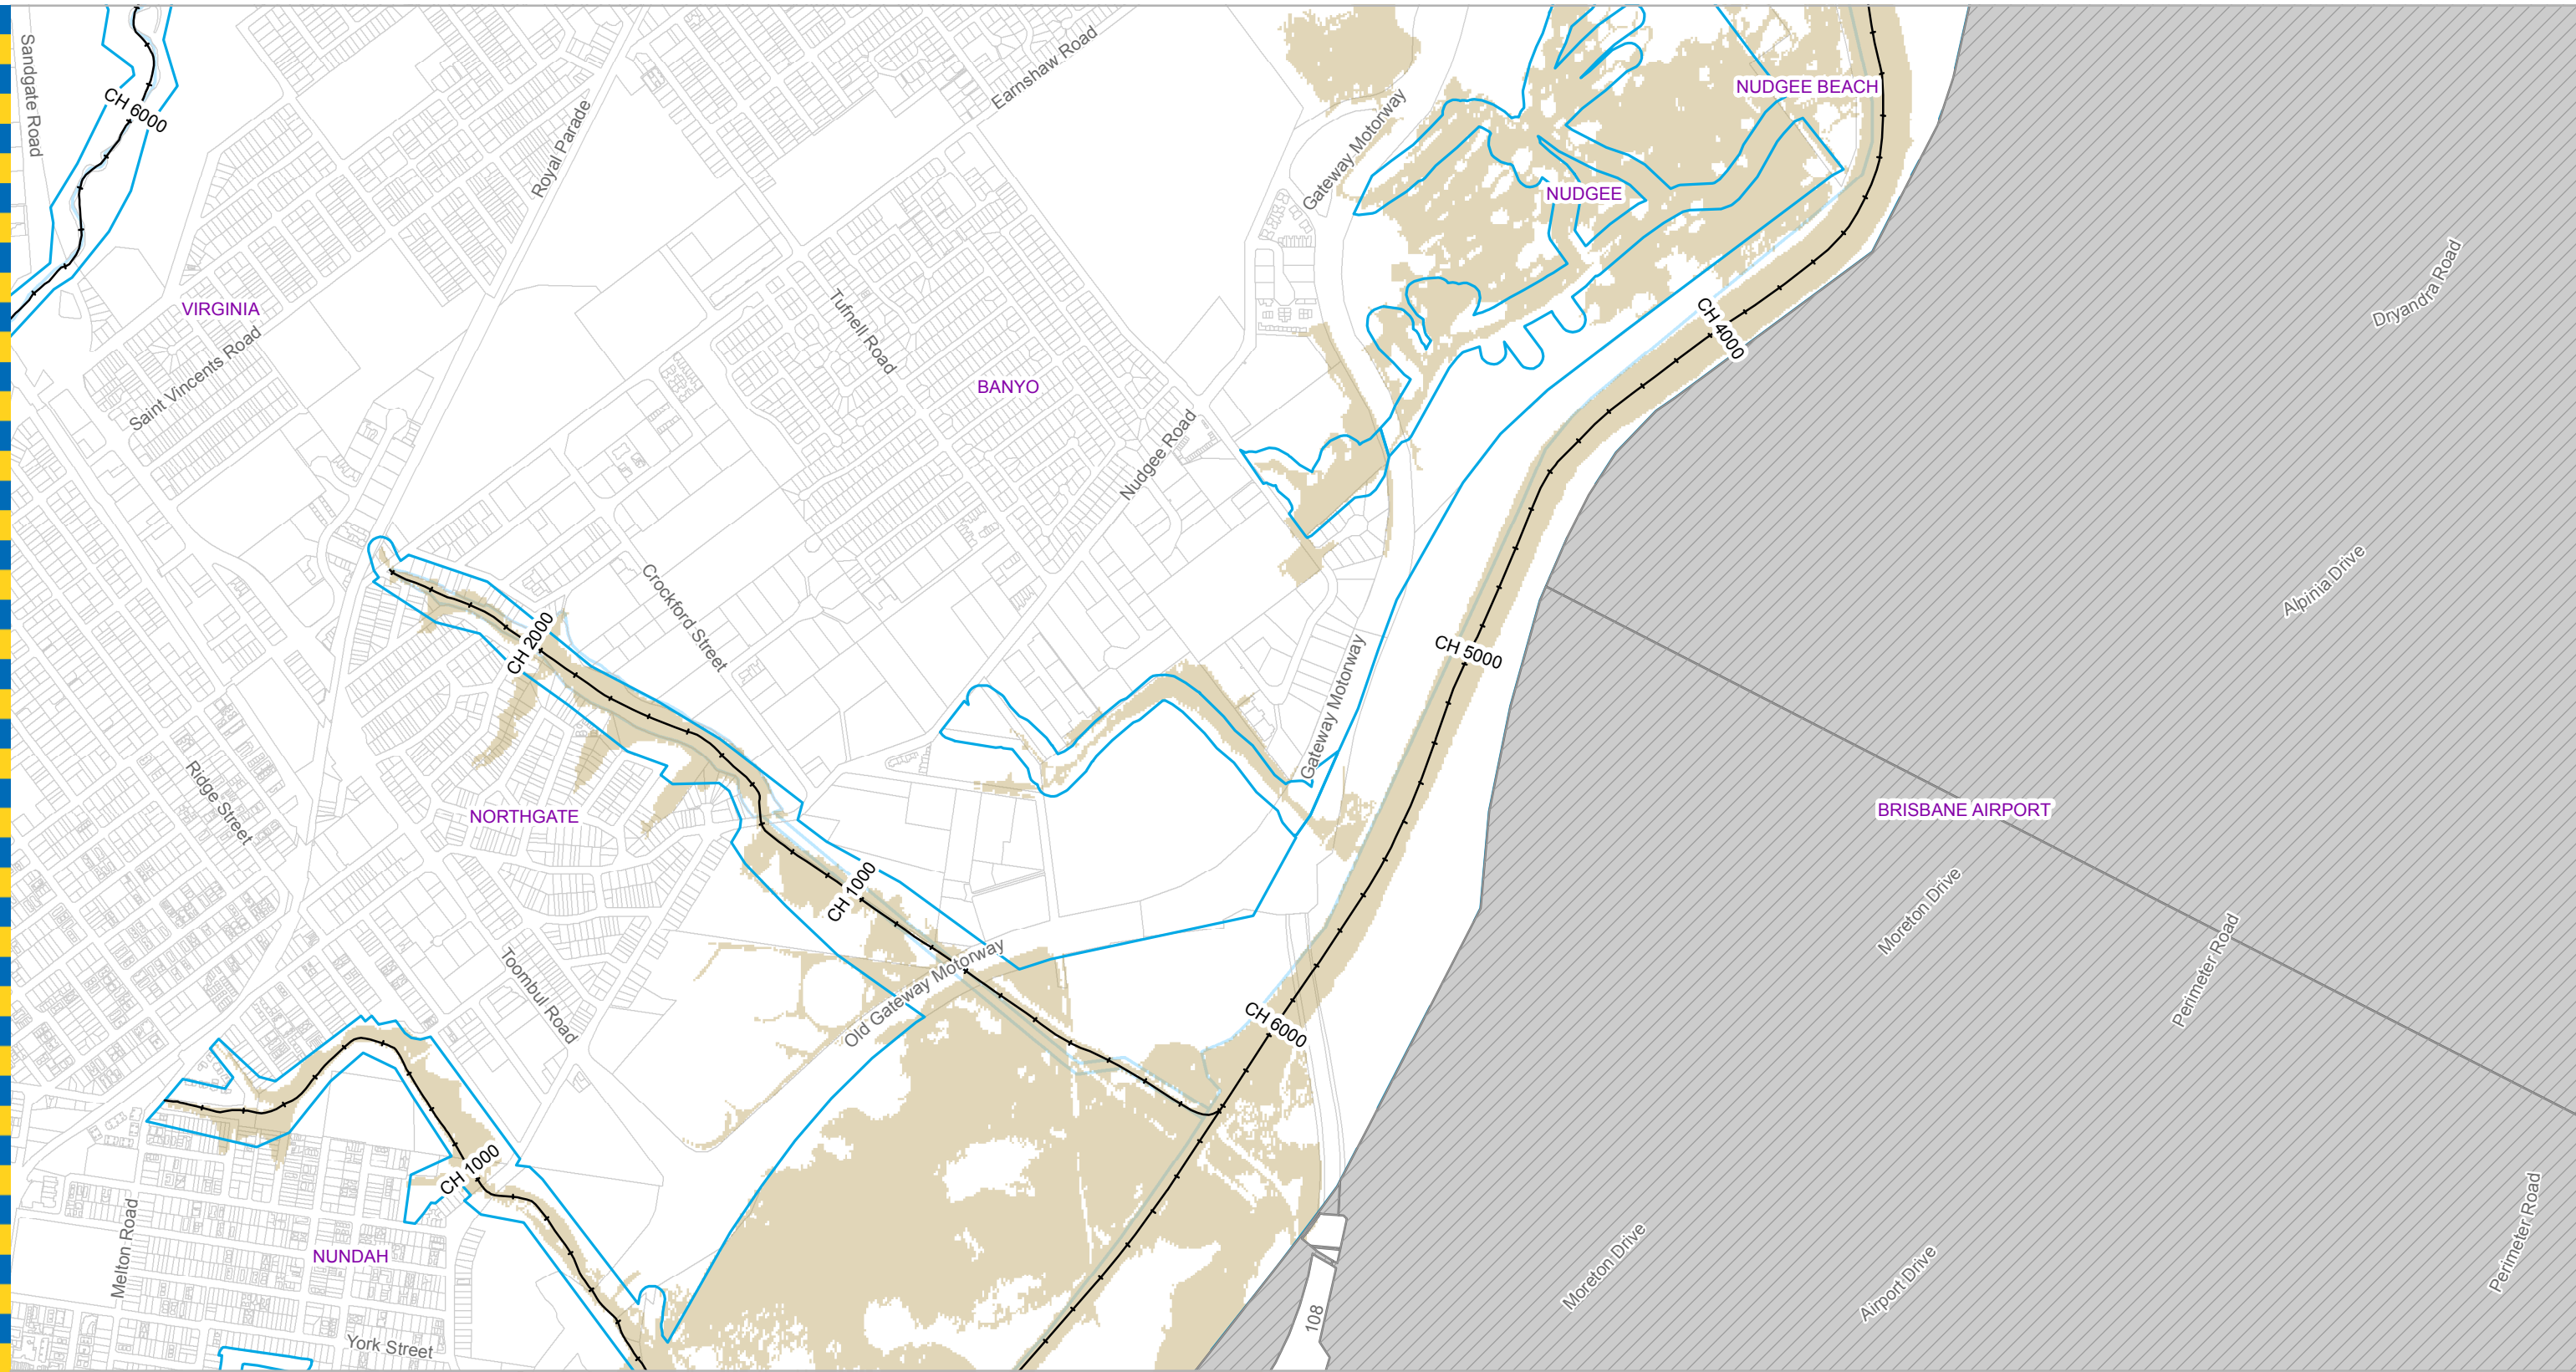 Sandgate Road
CH 6000
Royal Parade
Earnshaw Road
Gateway Motorway
NUDGEE BEACH
NUDGEE
Dryandra Road
VIRGINIA
Saint Vincents Road
Tufnell Road
BANYO
CH 4000
Nudgee Road
Crockford Street
CH 2000
CH 5000
Gateway Motorway
Alpinia Drive
Ridge Street
NORTHGATE
BRISBANE AIRPORT
CH 1000
Moreton Drive
Perimeter Road
Toombul Road
Old Gateway Motorway
CH 6000
CH 1000
Melton Road
NUNDAH
York Street
108
Moreton Drive
Airport Drive
Perimeter Road